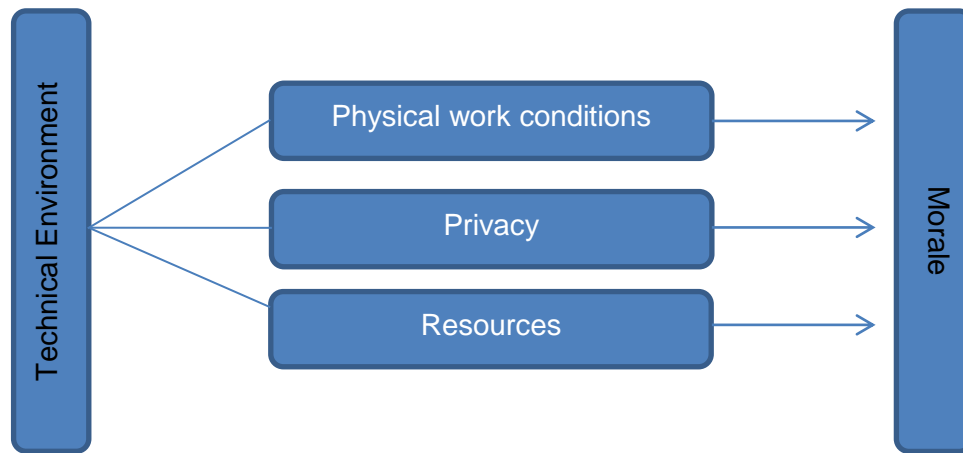 Technical Environment
Physical work conditions
Privacy
Resources
Morale